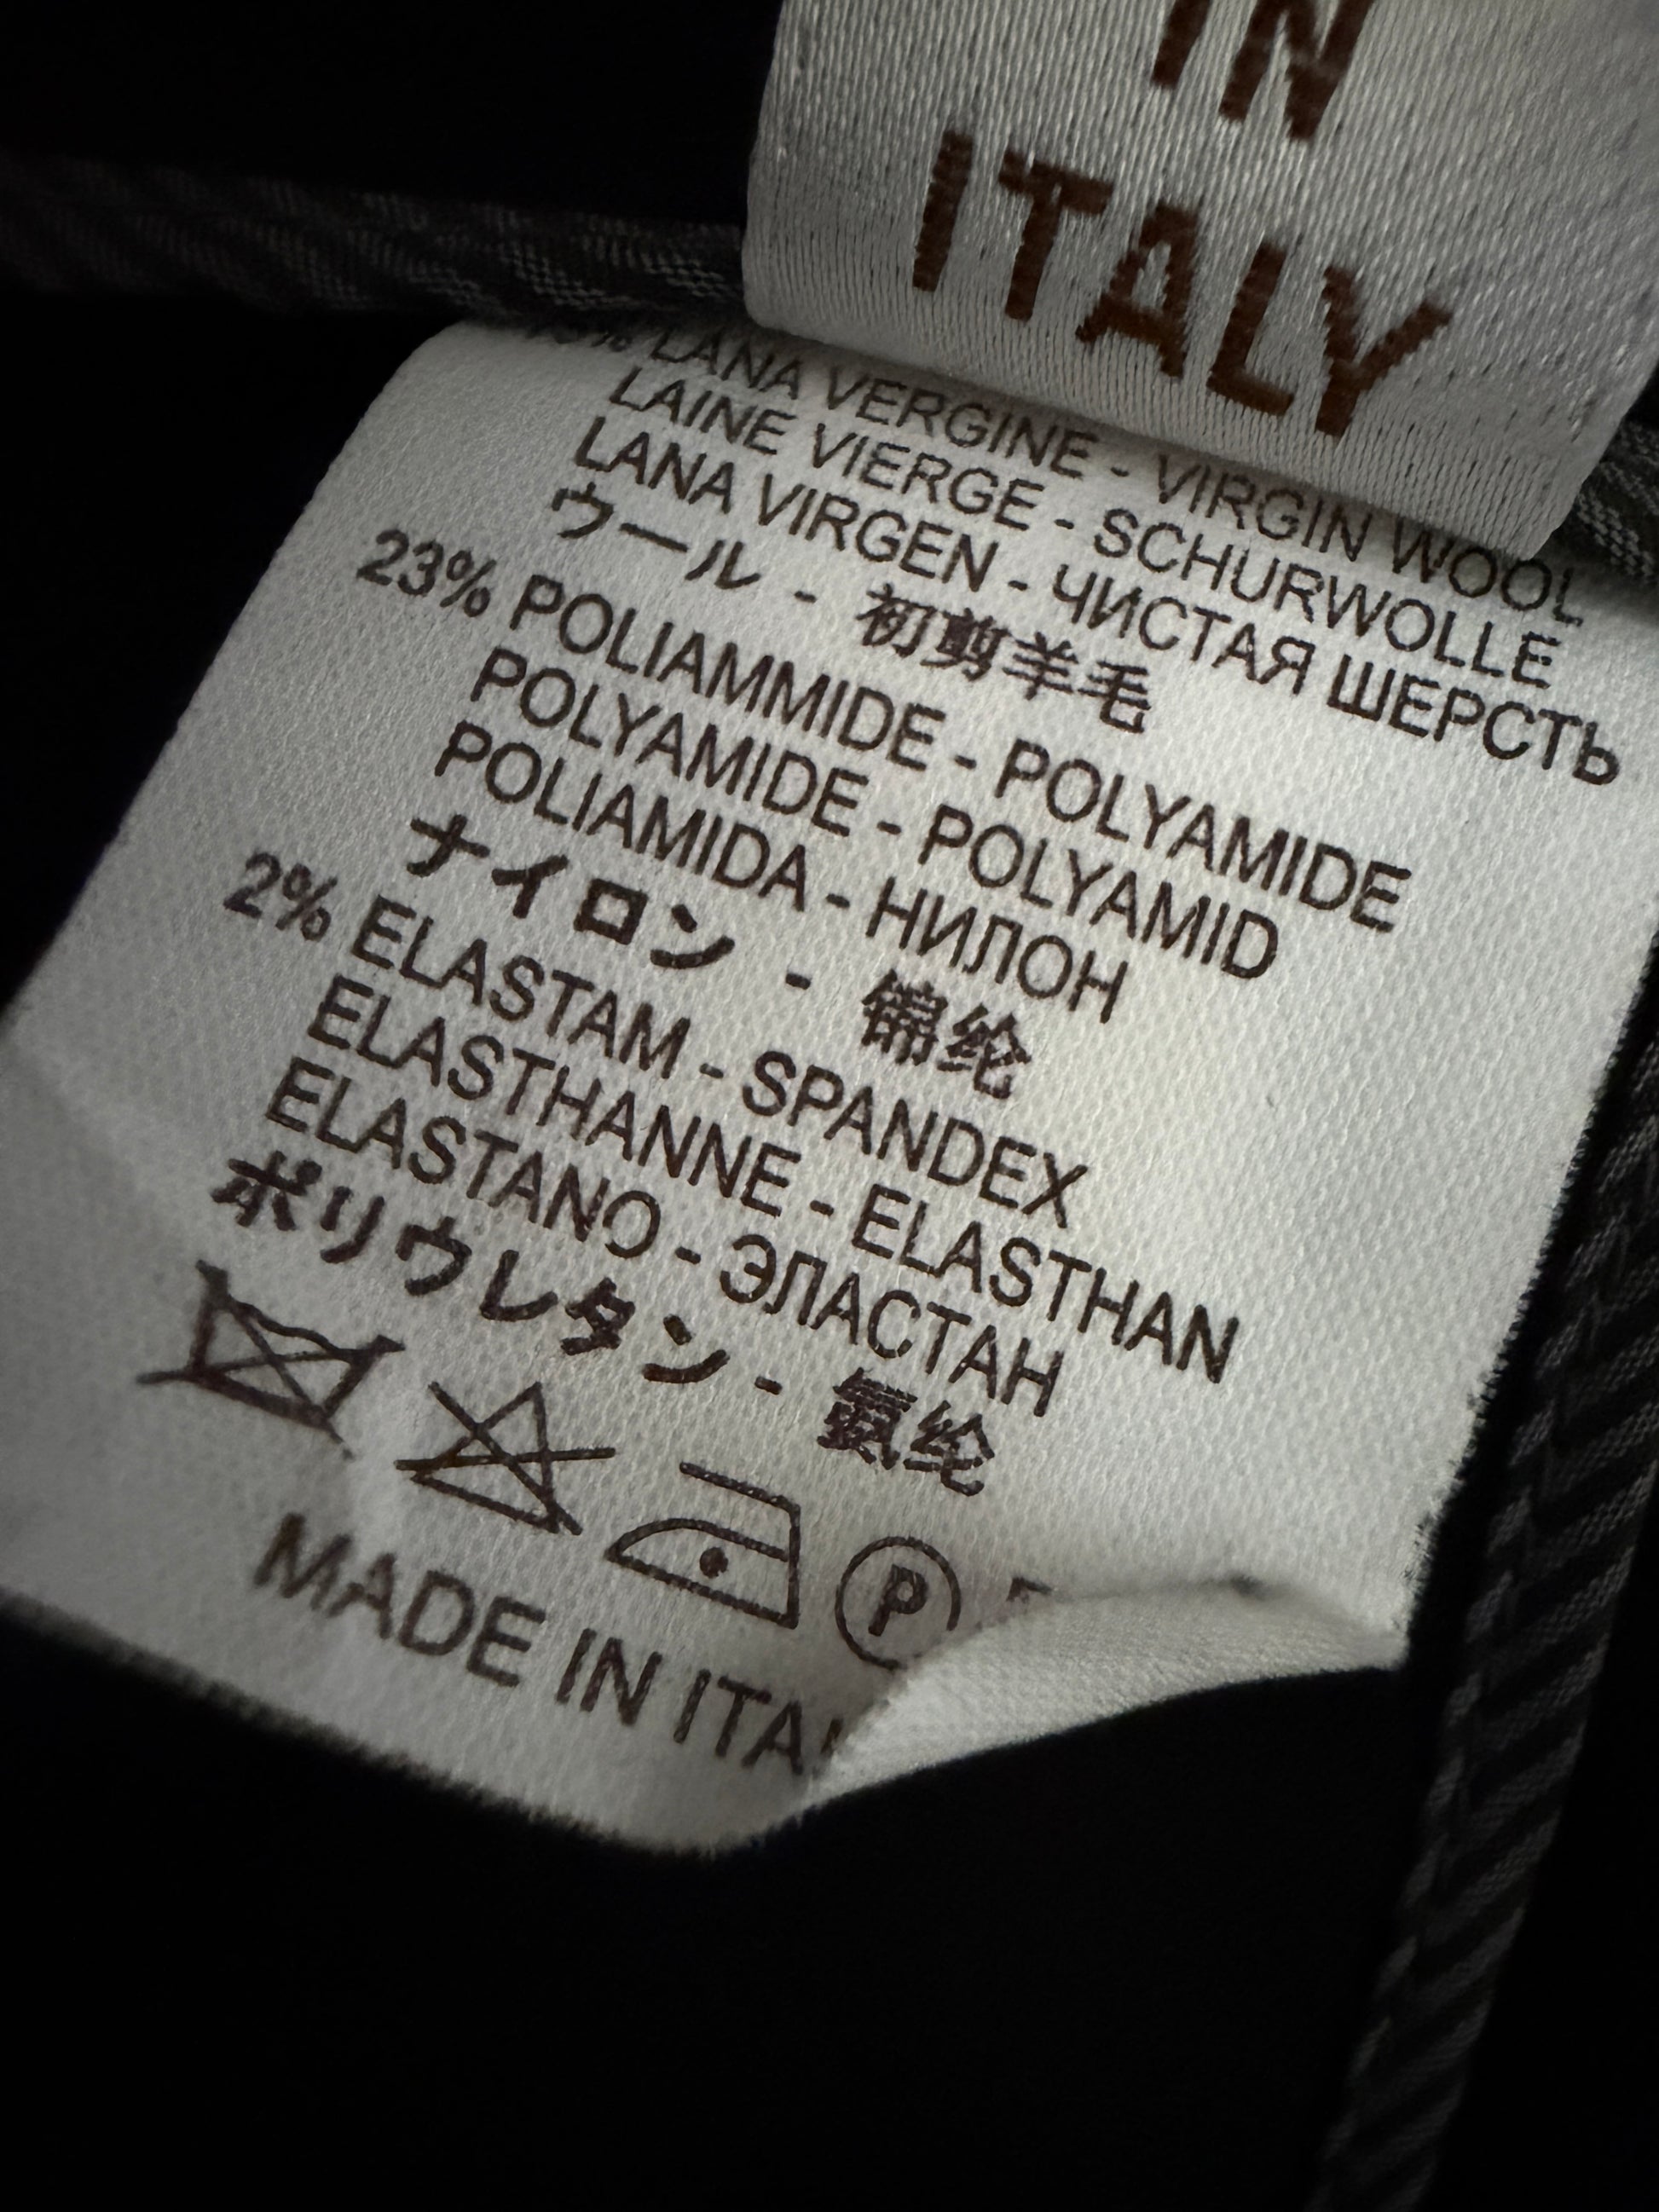 IN
ITALY
LANA VERGINE - VIRGIN WOOL
LAINE VIERGE - SCHURWOLLE
LANA VIRGEN - ЧИСТАЯ ШЕРСТЬ
ウール - 初剪羊毛
23% POLIAMMIDE - POLYAMIDE
POLYAMIDE - POLYAMID
POLIAMIDA - НИЛОН
ナイロン - 锦纶
2% ELASTAM - SPANDEX
ELASTHANNE - ELASTHAN
ELASTANO - ЭЛАСТАН
ポリウレタン - 氨纶
P
MADE IN ITA